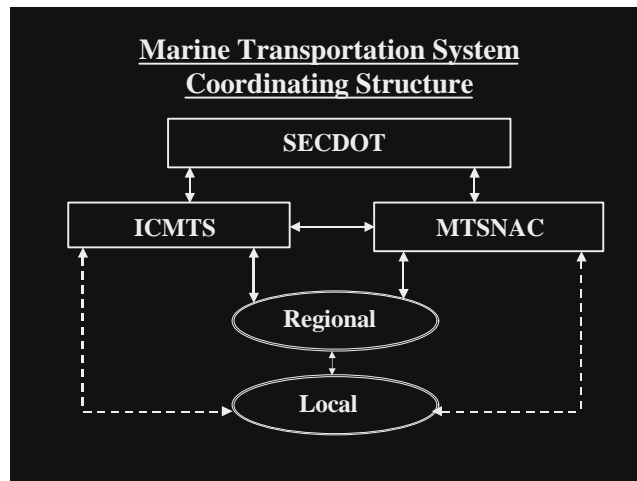 Marine Transportation System
Coordinating Structure
SECDOT
ICMTS
MTSNAC
Regional
Local